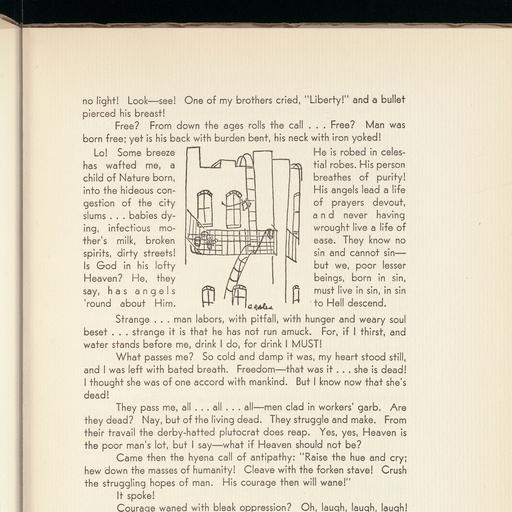 no light! Look—see! One of my brothers cried, "Liberty!" and a bullet
pierced his breast!
Free? From down the ages rolls the call . . . Free? Man was
born free; yet is his back with burden bent, his neck with iron yoked!
Lo! Some breeze
has wafted me, a
child of Nature born,
into the hideous con-
gestion of the city
slums . . . babies dy-
ing, infectious mo-
ther's milk, broken
spirits, dirty streets!
Is God in his lofty
Heaven? He, they
say, has angels
'round about Him.
He is robed in celes-
tial robes. His person
breathes of purity!
His angels lead a life
of prayers devout,
and never having
wrought live a life of
ease. They know no
sin and cannot sin—
but we, poor lesser
beings, born in sin,
must live in sin, in sin
to Hell descend.
Strange . . . man labors, with pitfall, with hunger and weary soul
beset . . . strange it is that he has not run amuck. For, if I thirst, and
water stands before me, drink I do, for drink I MUST!
What passes me? So cold and damp it was, my heart stood still,
and I was left with bated breath. Freedom—that was it . . . she is dead!
I thought she was of one accord with mankind. But I know now that she's
dead!
They pass me, all . . . all . . . all—men clad in workers' garb. Are
they dead? Nay, but of the living dead. They struggle and make. From
their travail the derby-hatted plutocrat does reap. Yes, yes, Heaven is
the poor man's lot, but I say—what if Heaven should not be?
Came then the hyena call of antipathy: "Raise the hue and cry;
hew down the masses of humanity! Cleave with the forken stave! Crush
the struggling hopes of man. His courage then will wane!"
It spoke!
Courage waned with bleak oppression? Oh, laugh, laugh, laugh!